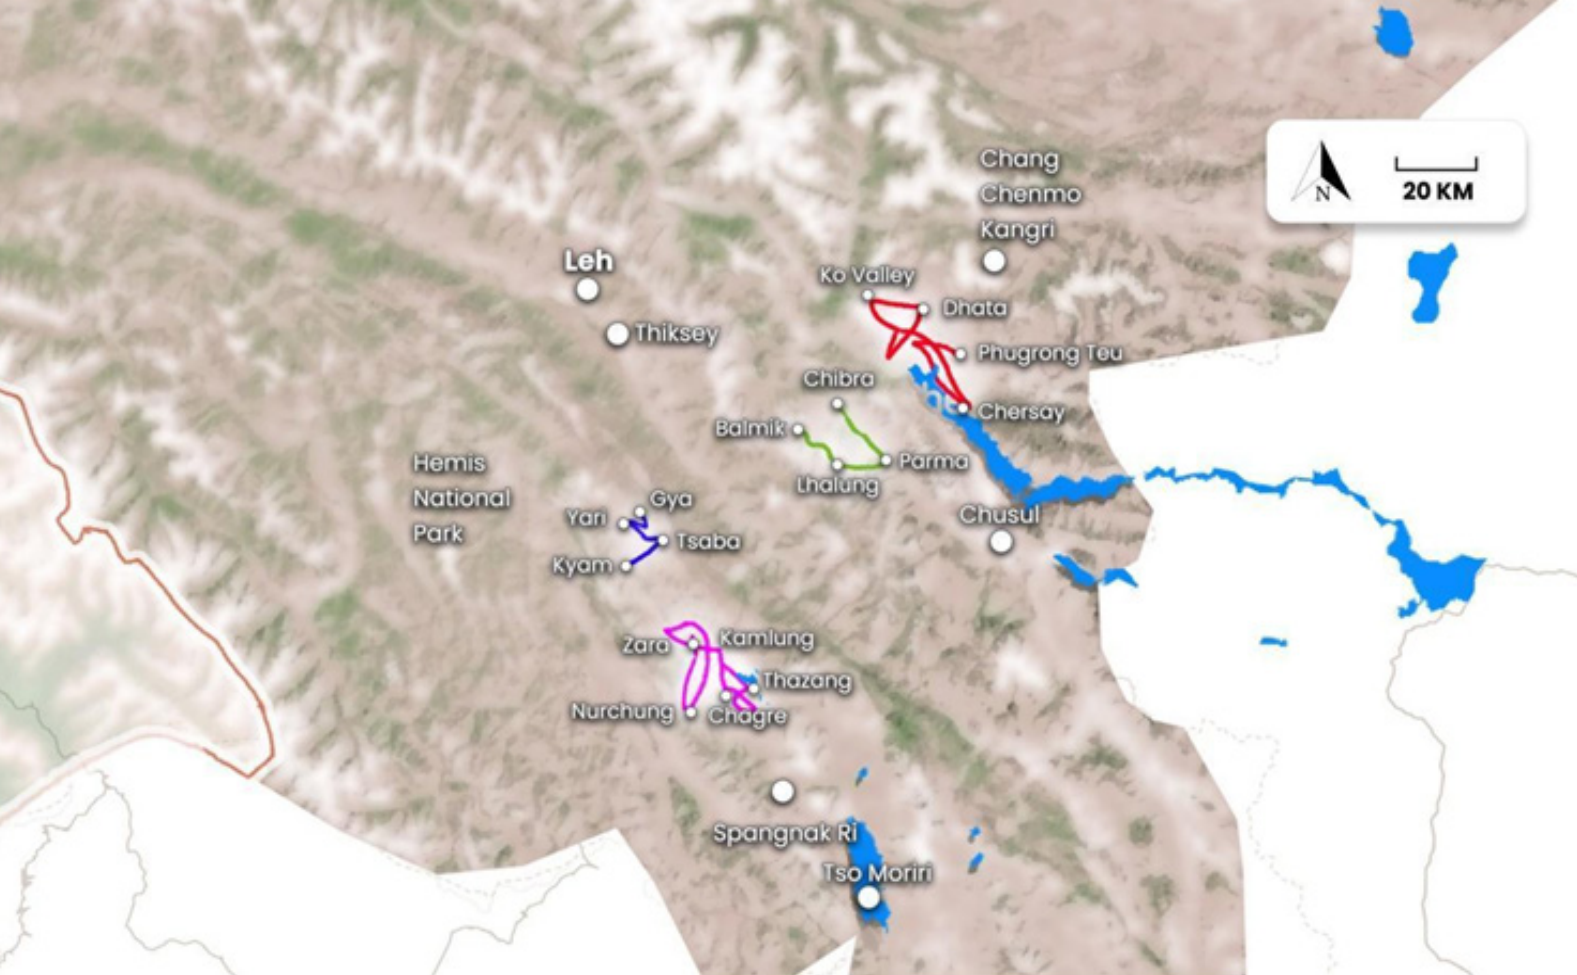 Chang
Chenmo
Kangri
N
20 KM
Leh
Thiksey
Ko Valley
Dhata
Phugrong Teu
Chibra
Chersay
Balmik
Parma
Lhalung
Hemis
National
Park
Gya
Yari
Tsaba
Kyam
Chusul
Zara
Kamlung
Thazang
Nurchung
Chagre
Spangnak Ri
Tso Moriri